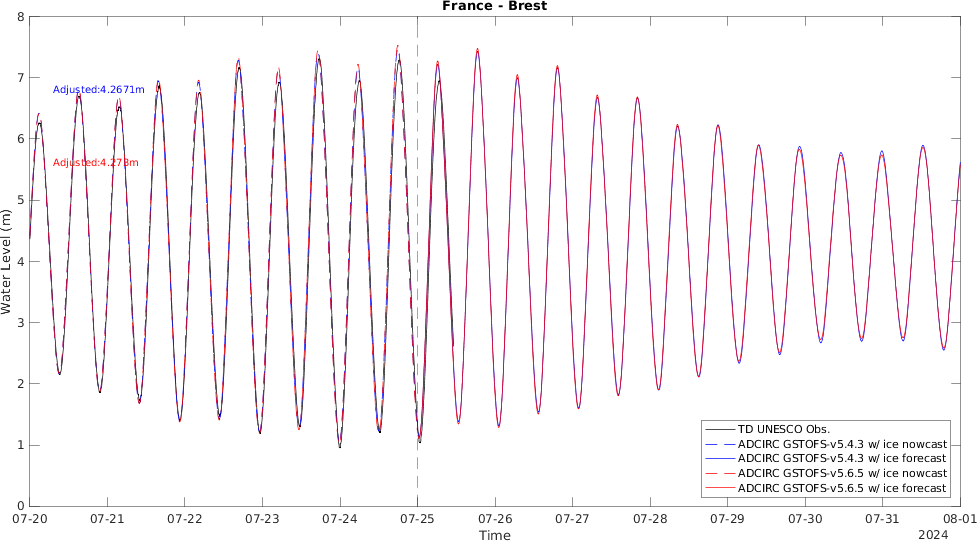 France - Brest
8
7
6
5
4
3
2
1
0
Water Level (m)
Adjusted:4.2671m
Adjusted:4.273m
TD UNESCO Obs.
ADCIRC GSTOFS-v5.4.3 w/ ice nowcast
ADCIRC GSTOFS-v5.4.3 w/ ice forecast
ADCIRC GSTOFS-v5.6.5 w/ ice nowcast
ADCIRC GSTOFS-v5.6.5 w/ ice forecast
07-20 07-21 07-22 07-23 07-24 07-25 07-26 07-27 07-28 07-29 07-30 07-31 08-01
Time
2024